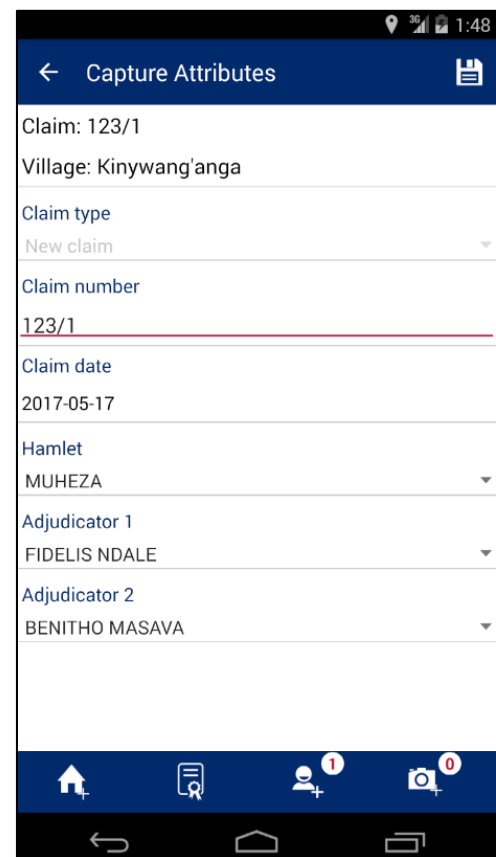 3G 1:48
Capture Attributes
Claim: 123/1
Village: Kinywang'anga
Claim type
New claim
Claim number
123/1
Claim date
2017-05-17
Hamlet
MUHEZA
Adjudicator 1
FIDELIS NDALE
Adjudicator 2
BENITHO MASAVA
1 0